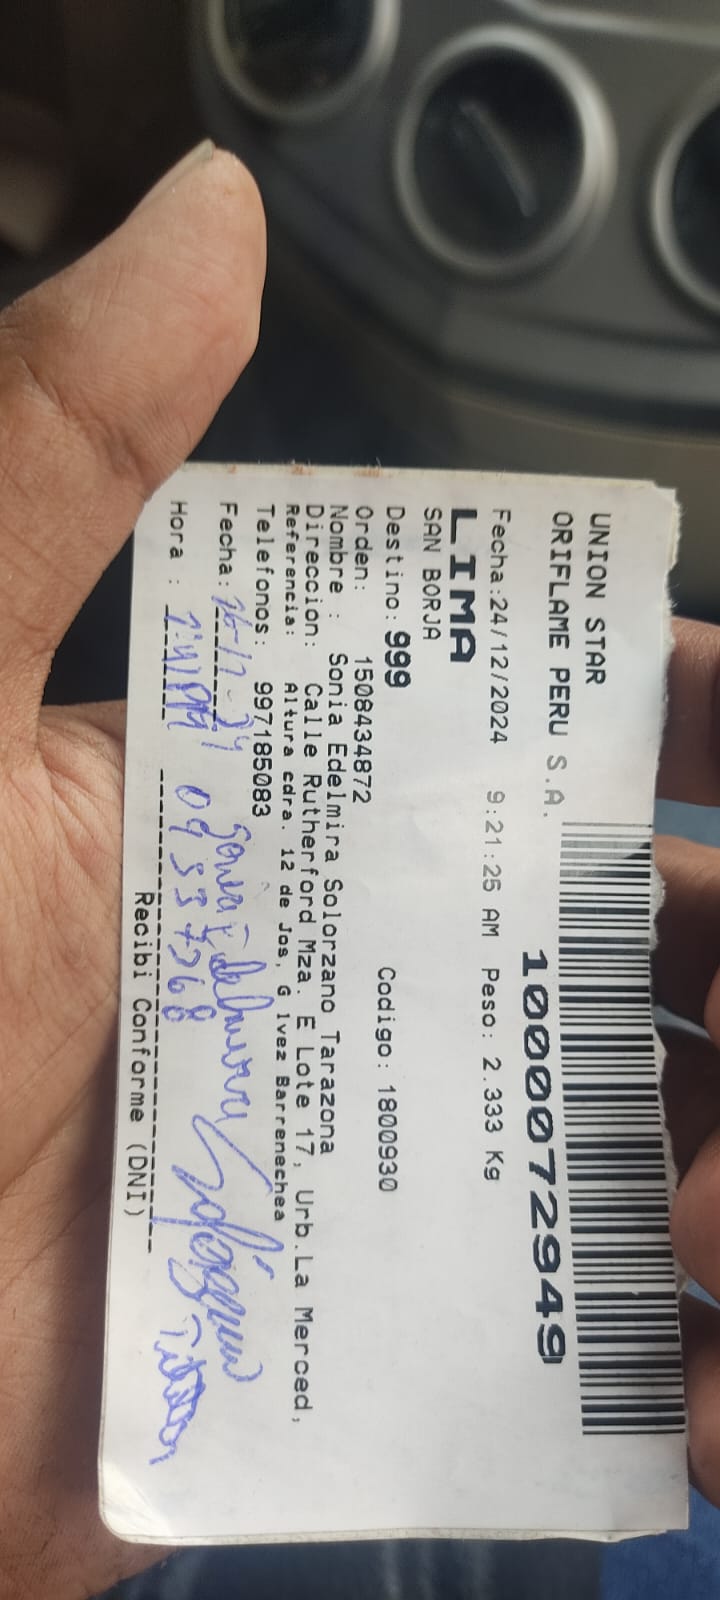 UNION STAR
ORIFLAME PERU S.A.
1000072949
Fecha:24/12/2024 9:21:25 AM Peso: 2.333 Kg
LIMA
SAN BORJA
Destino: 999 Codigo: 1800930
Orden: 1508434872
Nombre : Sonia Edelmira Solorzano Tarazona
Direccion: Calle Rutherford Mza. E Lote 17, Urb.La Merced,
Referencia: Altura cdra. 12 de Jos, G lvez Barrenechea
Telefonos: 997185083
Fecha:
Hora :
Recibi Conforme (DNI)